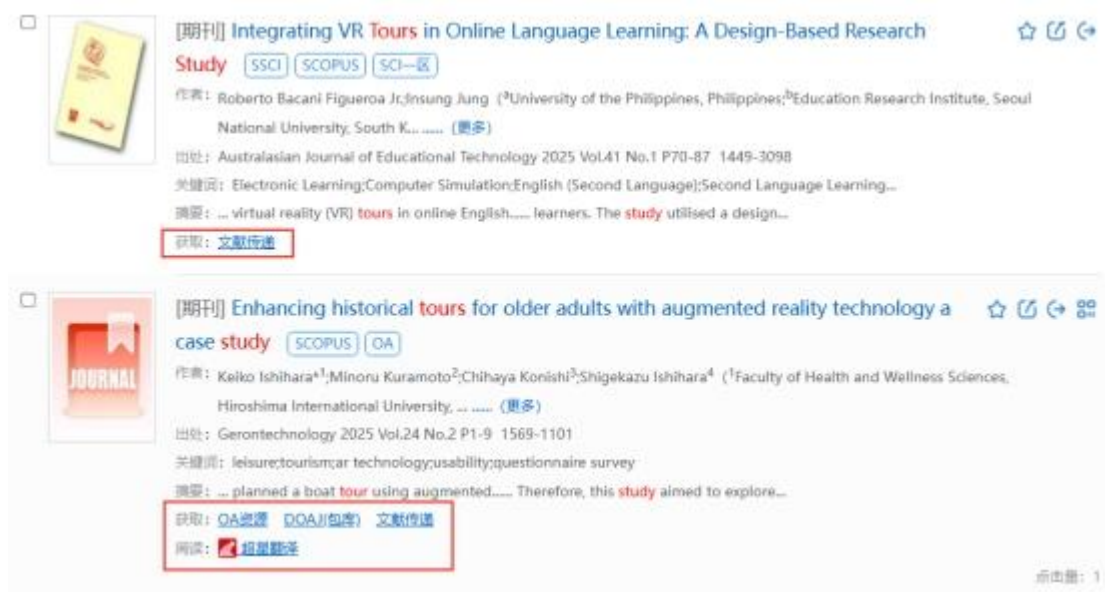 [期刊] Integrating VR Tours in Online Language Learning: A Design-Based Research
Study SSCI SCOPUS SCI一区
作者: Roberto Bacani Figueroa Jr.;Insung Jung (ᵃUniversity of the Philippines, Philippines;ᵇEducation Research Institute, Seoul
National University, South K... ...... (更多)
出处: Australasian Journal of Educational Technology 2025 Vol.41 No.1 P70-87 1449-3098
关键词: Electronic Learning;Computer Simulation;English (Second Language);Second Language Learning...
摘要: ... virtual reality (VR) tours in online English...... learners. The study utilised a design...
获取: 文献传递
[期刊] Enhancing historical tours for older adults with augmented reality technology a
case study SCOPUS OA
JOURNAL
作者: Keiko Ishihara*¹;Minoru Kuramoto²;Chihaya Konishi³;Shigekazu Ishihara⁴ (¹Faculty of Health and Wellness Sciences,
Hiroshima International University, ... ...... (更多)
出处: Gerontechnology 2025 Vol.24 No.2 P1-9 1569-1101
关键词: leisure;tourism;ar technology;usability;questionnaire survey
摘要: ... planned a boat tour using augmented...... Therefore, this study aimed to explore...
获取: OA资源 DOAJ(包库) 文献传递
阅读: 超星翻译
点击量: 1